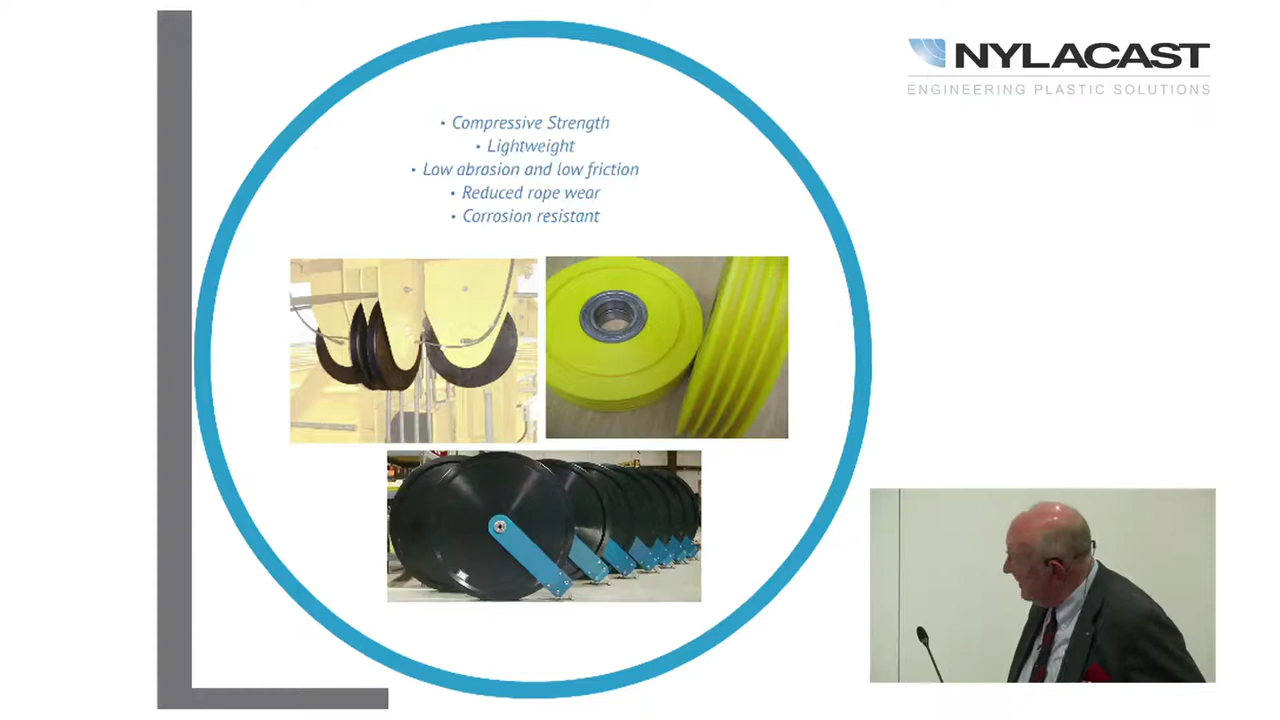 NYLACAST
ENGINEERING PLASTIC SOLUTIONS
• Compressive Strength
• Lightweight
• Low abrasion and low friction
• Reduced rope wear
• Corrosion resistant